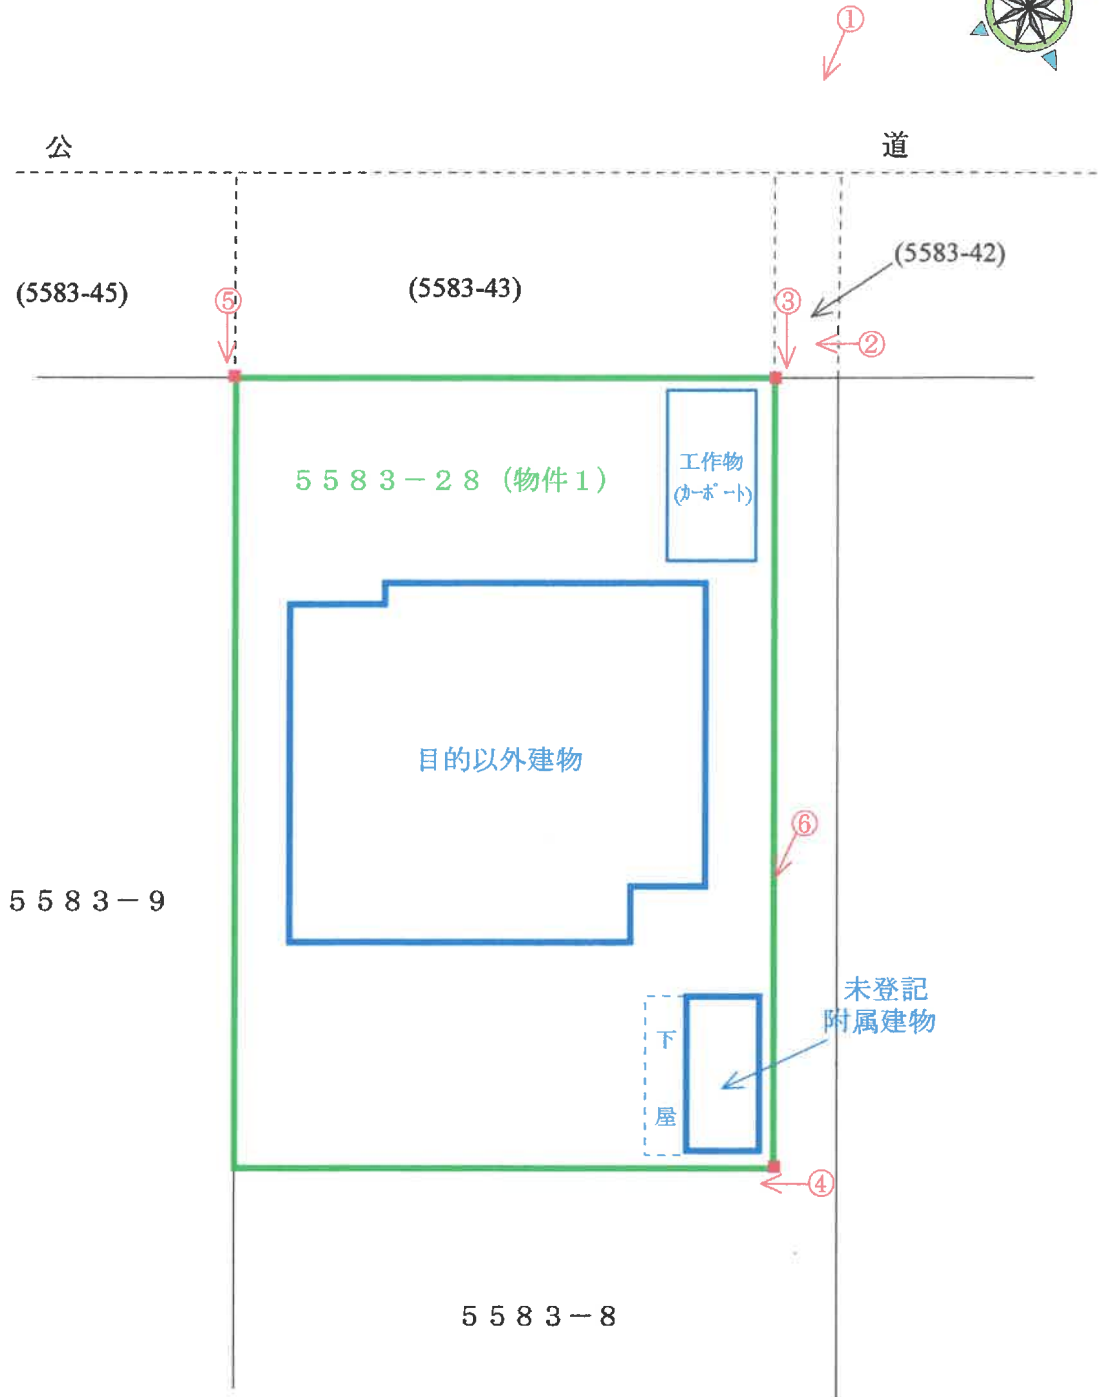 ①
公 道
(5583-42)
(5583-45)
(5583-43)
⑤
③
②
5583-28 (物件1)
工作物
(カーポート)
目的以外建物
⑥
5583-9
未登記
附属建物
下屋
④
5583-8